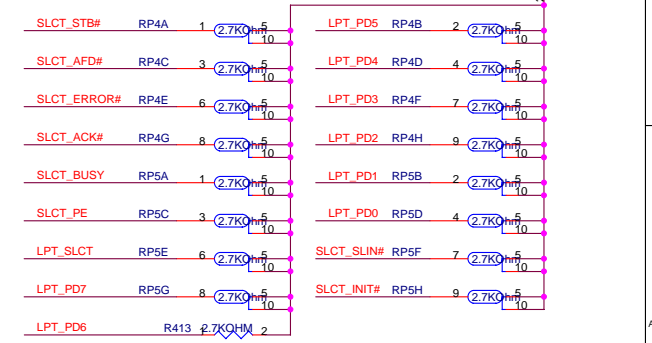 SLCT_STB# RP4A 1 2.7KOhm 5 10 LPT_PD5 RP4B 2 2.7KOhm 5 10
SLCT_AFD# RP4C 3 2.7KOhm 5 10 LPT_PD4 RP4D 4 2.7KOhm 5 10
SLCT_ERROR# RP4E 6 2.7KOhm 5 10 LPT_PD3 RP4F 7 2.7KOhm 5 10
SLCT_ACK# RP4G 8 2.7KOhm 5 10 LPT_PD2 RP4H 9 2.7KOhm 5 10
SLCT_BUSY RP5A 1 2.7KOhm 5 10 LPT_PD1 RP5B 2 2.7KOhm 5 10
SLCT_PE RP5C 3 2.7KOhm 5 10 LPT_PD0 RP5D 4 2.7KOhm 5 10
LPT_SLCT RP5E 6 2.7KOhm 5 10 SLCT_SLIN# RP5F 7 2.7KOhm 5 10
LPT_PD7 RP5G 8 2.7KOhm 5 10 SLCT_INIT# RP5H 9 2.7KOhm 5 10
LPT_PD6 R413 1 2.7KOHM 2
A